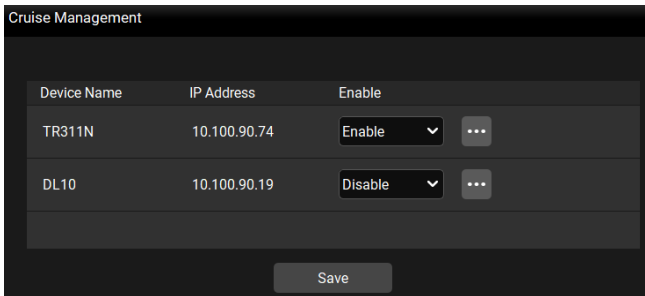 Cruise Management
Device Name IP Address Enable
TR311N 10.100.90.74 Enable
DL10 10.100.90.19 Disable
Save